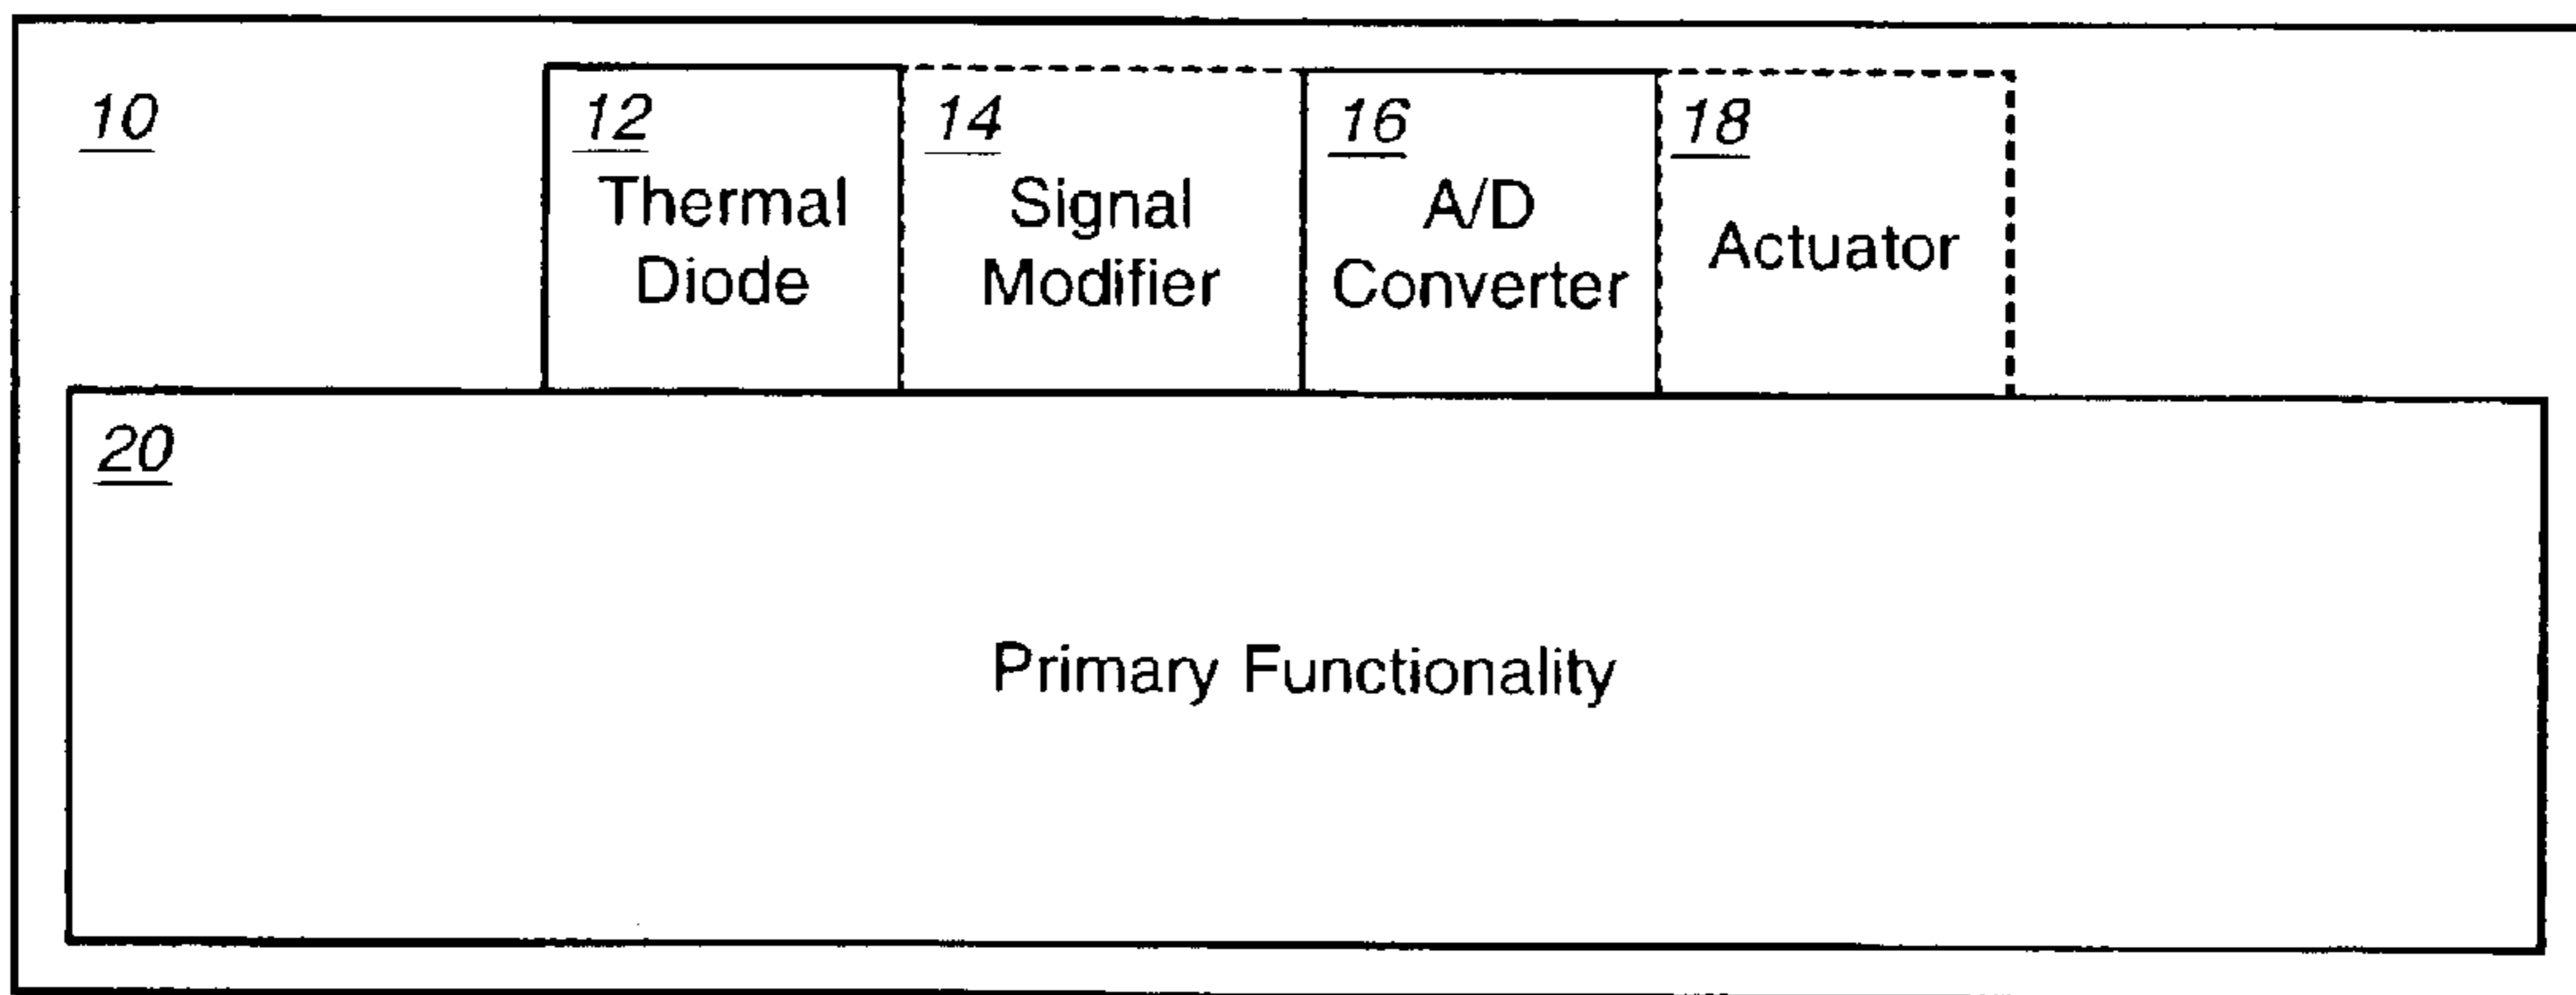 10
12
Thermal
Diode
14
Signal
Modifier
16
A/D
Converter
18
Actuator
20
Primary Functionality